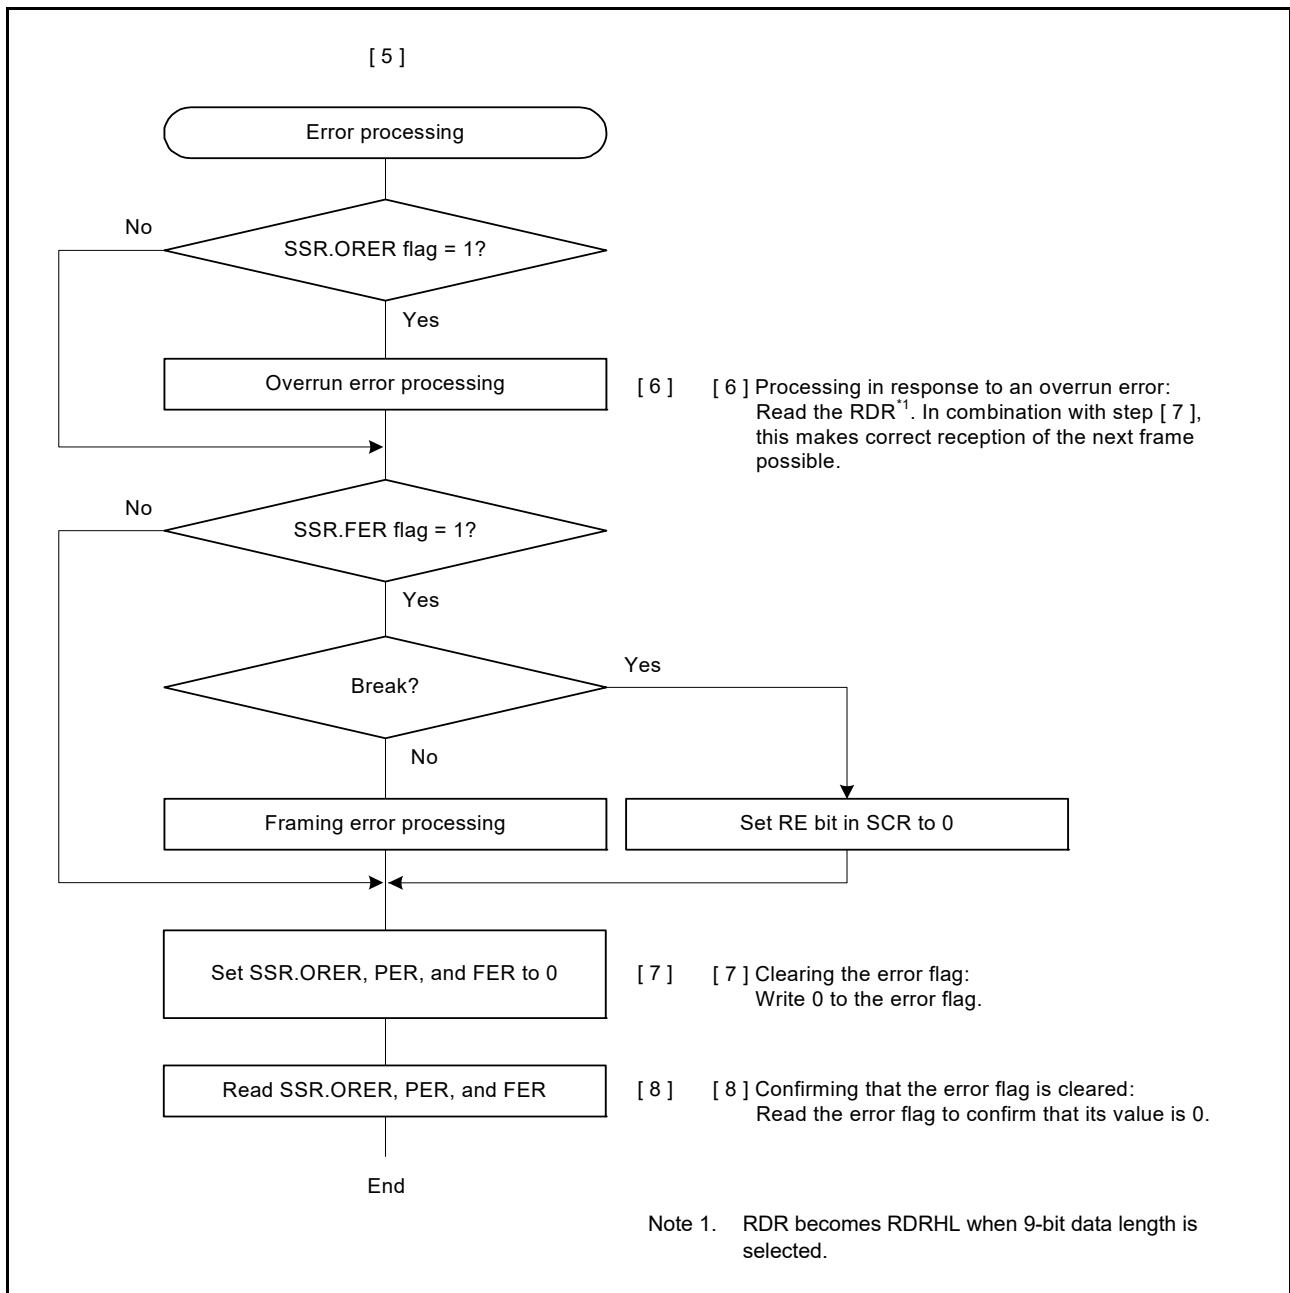 [ 5 ]
Error processing
No
SSR.ORER flag = 1?
Yes
Overrun error processing
[ 6 ]
[ 6 ] Processing in response to an overrun error:
Read the RDR*1. In combination with step [ 7 ],
this makes correct reception of the next frame
possible.
No
SSR.FER flag = 1?
Yes
Break?
Yes
No
Framing error processing
Set RE bit in SCR to 0
Set SSR.ORER, PER, and FER to 0
[ 7 ]
[ 7 ] Clearing the error flag:
Write 0 to the error flag.
Read SSR.ORER, PER, and FER
[ 8 ]
[ 8 ] Confirming that the error flag is cleared:
Read the error flag to confirm that its value is 0.
End
Note 1. RDR becomes RDRHL when 9-bit data length is
selected.